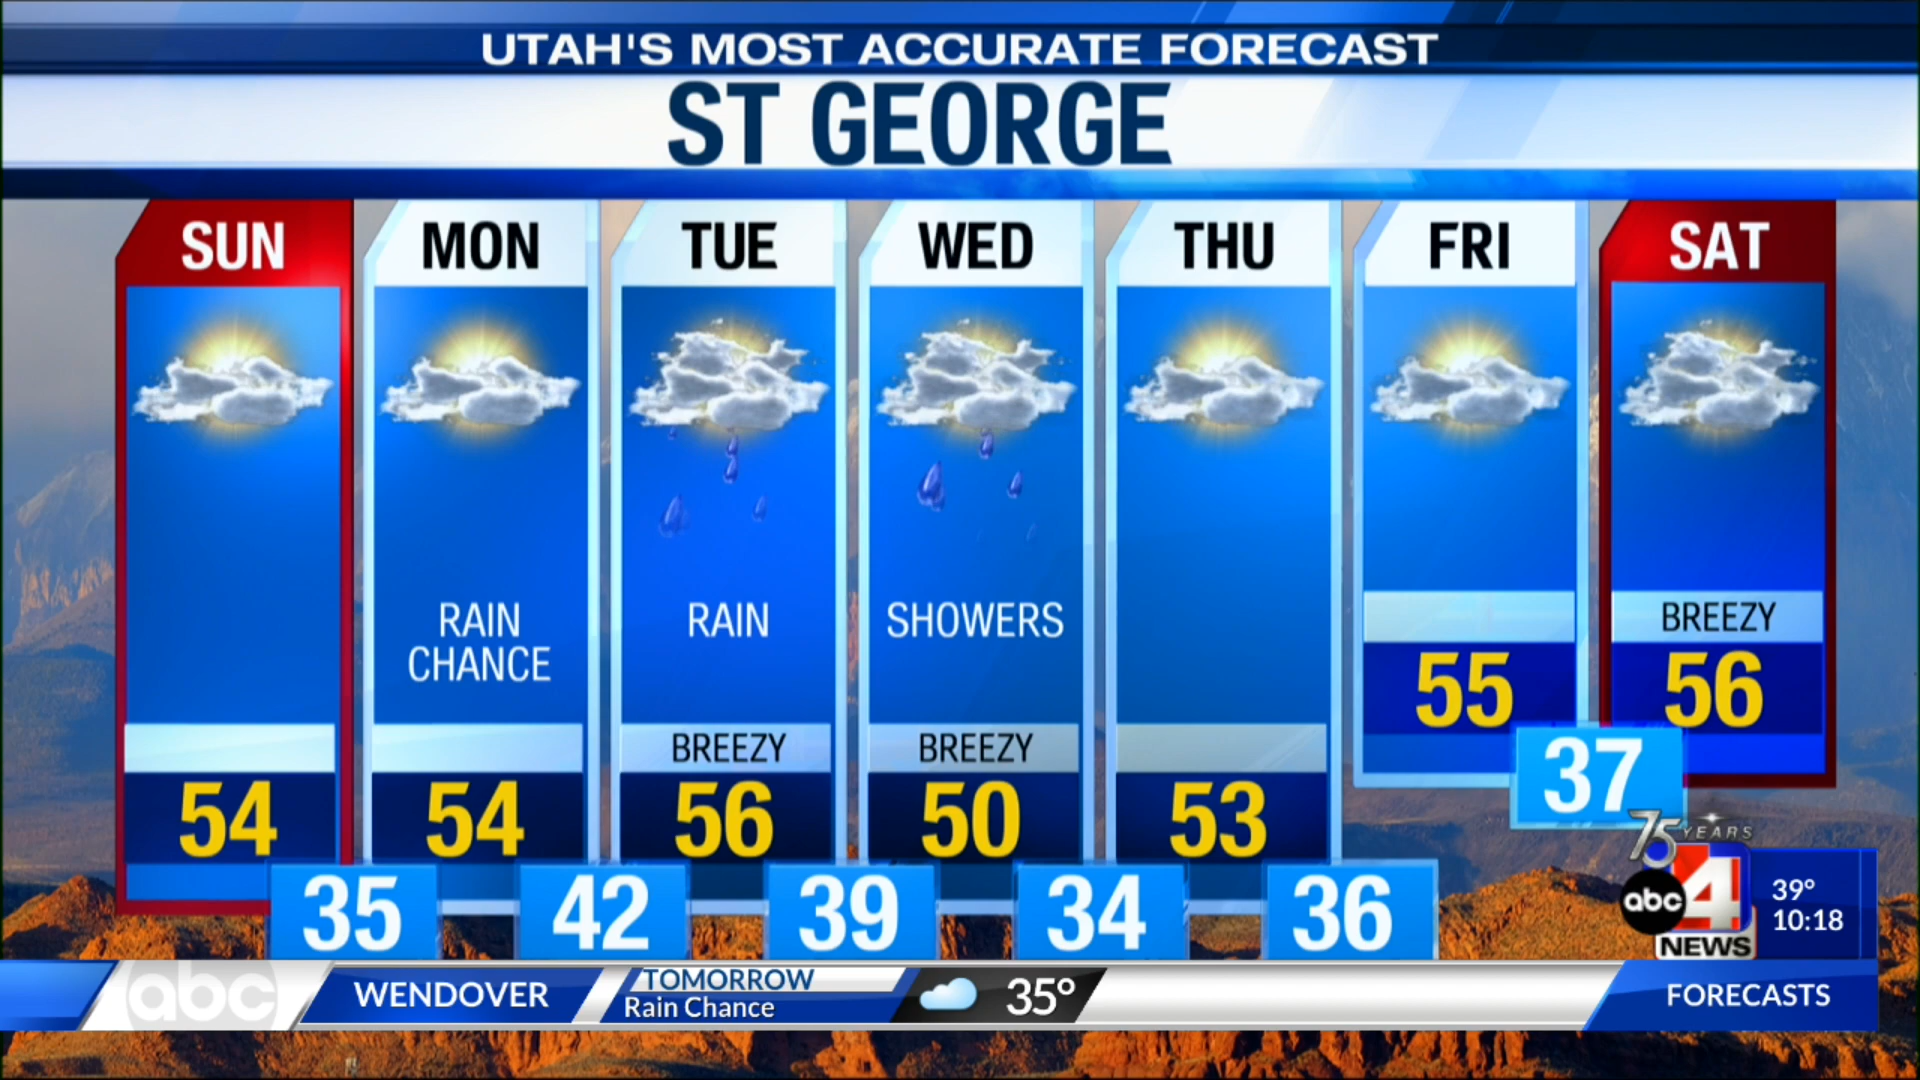 UTAH'S MOST ACCURATE FORECAST
ST GEORGE
SUN MON TUE WED THU FRI SAT
RAIN CHANCE
RAIN
SHOWERS
BREEZY
BREEZY
BREEZY
54 54 56 50 53 55 56
35 42 39 34 36 37
75 YEARS
abc 4
NEWS
39°
10:18
abc
WENDOVER
TOMORROW
Rain Chance
35°
FORECASTS